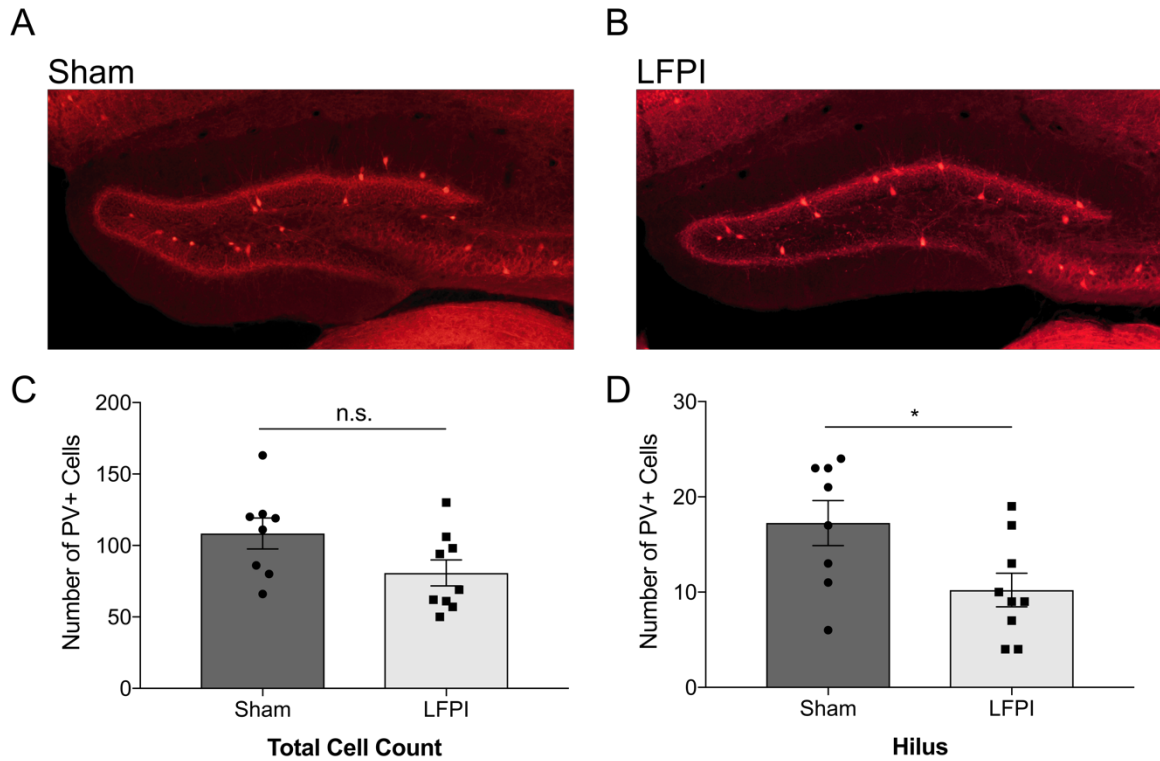 A
Sham
B
LFPI
C
Number of PV+ Cells
200
150
100
50
0
n.s.
Sham
LFPI
Total Cell Count
D
Number of PV+ Cells
30
20
10
0
*
Sham
LFPI
Hilus